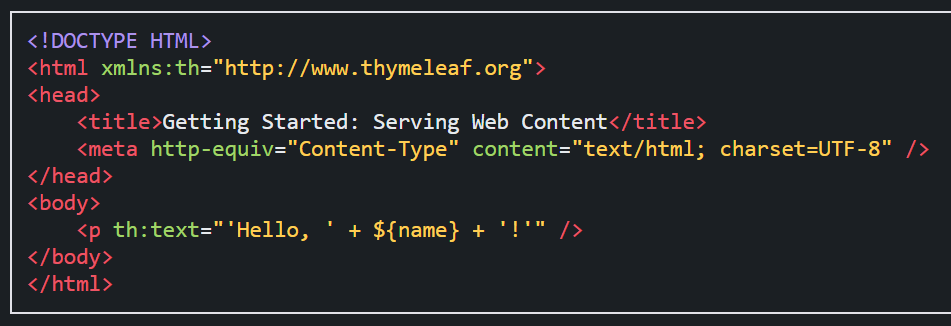 <!DOCTYPE HTML>
<html xmlns:th="http://www.thymeleaf.org">
<head>
    <title>Getting Started: Serving Web Content</title>
    <meta http-equiv="Content-Type" content="text/html; charset=UTF-8" />
</head>
<body>
    <p th:text="'Hello, ' + ${name} + '!'" />
</body>
</html>